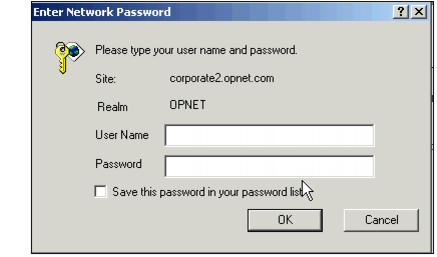 Enter Network Password
Please type your user name and password.
Site: corporate2.opnet.com
Realm OPNET
User Name
Password
Save this password in your password list
OK Cancel